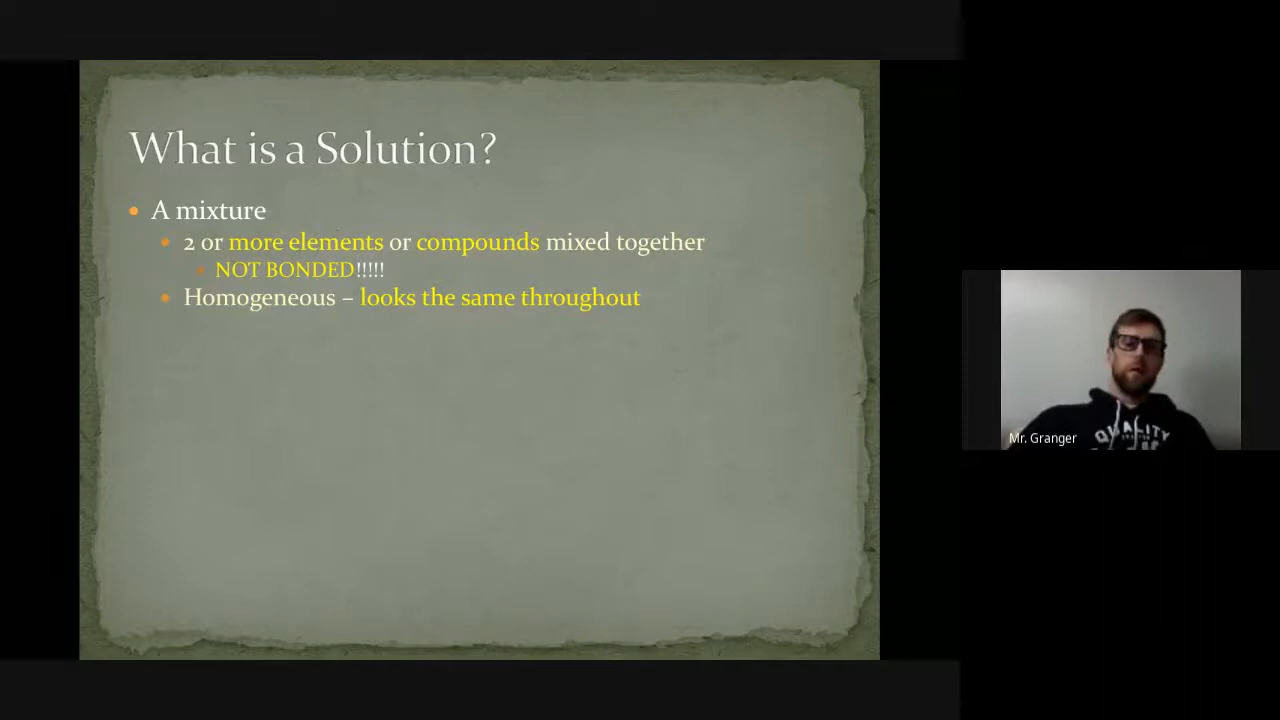 What is a Solution?
A mixture
2 or more elements or compounds mixed together
NOT BONDED!!!!!
Homogeneous – looks the same throughout
Mr. Granger
QUALITY